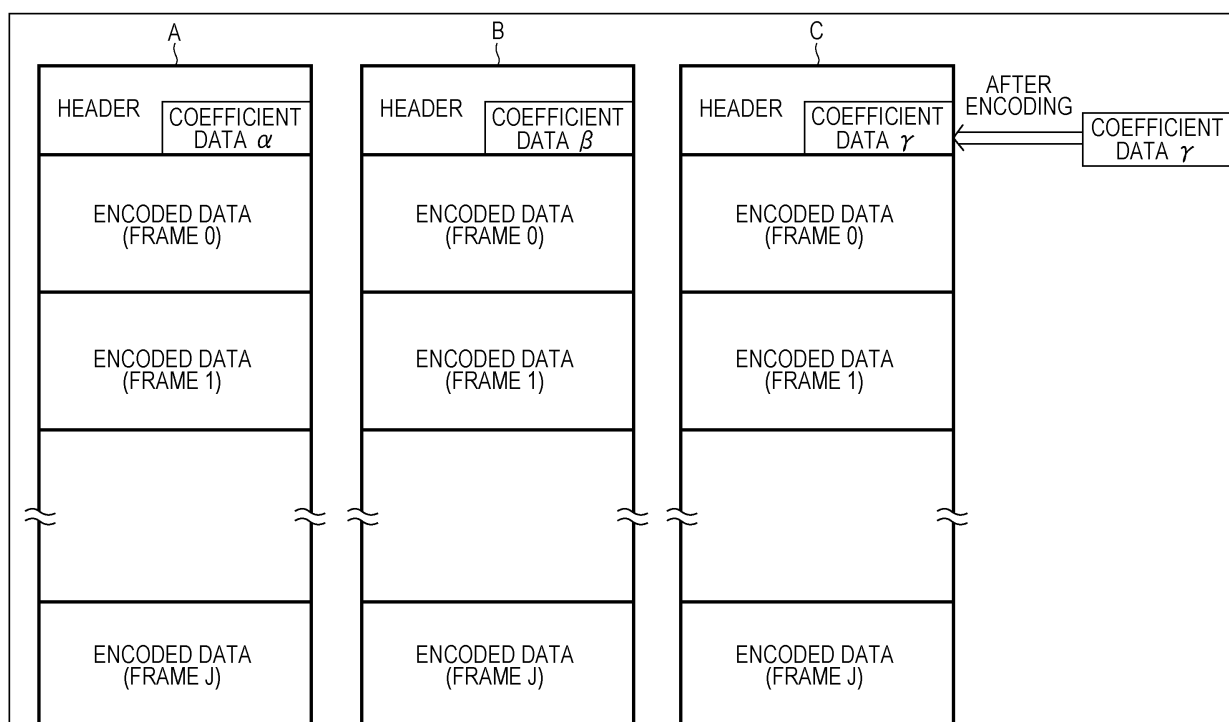 A
HEADER
COEFFICIENT
DATA α
ENCODED DATA
(FRAME 0)
ENCODED DATA
(FRAME 1)
ENCODED DATA
(FRAME J)
B
HEADER
COEFFICIENT
DATA β
ENCODED DATA
(FRAME 0)
ENCODED DATA
(FRAME 1)
ENCODED DATA
(FRAME J)
C
HEADER
COEFFICIENT
DATA γ
ENCODED DATA
(FRAME 0)
ENCODED DATA
(FRAME 1)
ENCODED DATA
(FRAME J)
AFTER
ENCODING
COEFFICIENT
DATA γ